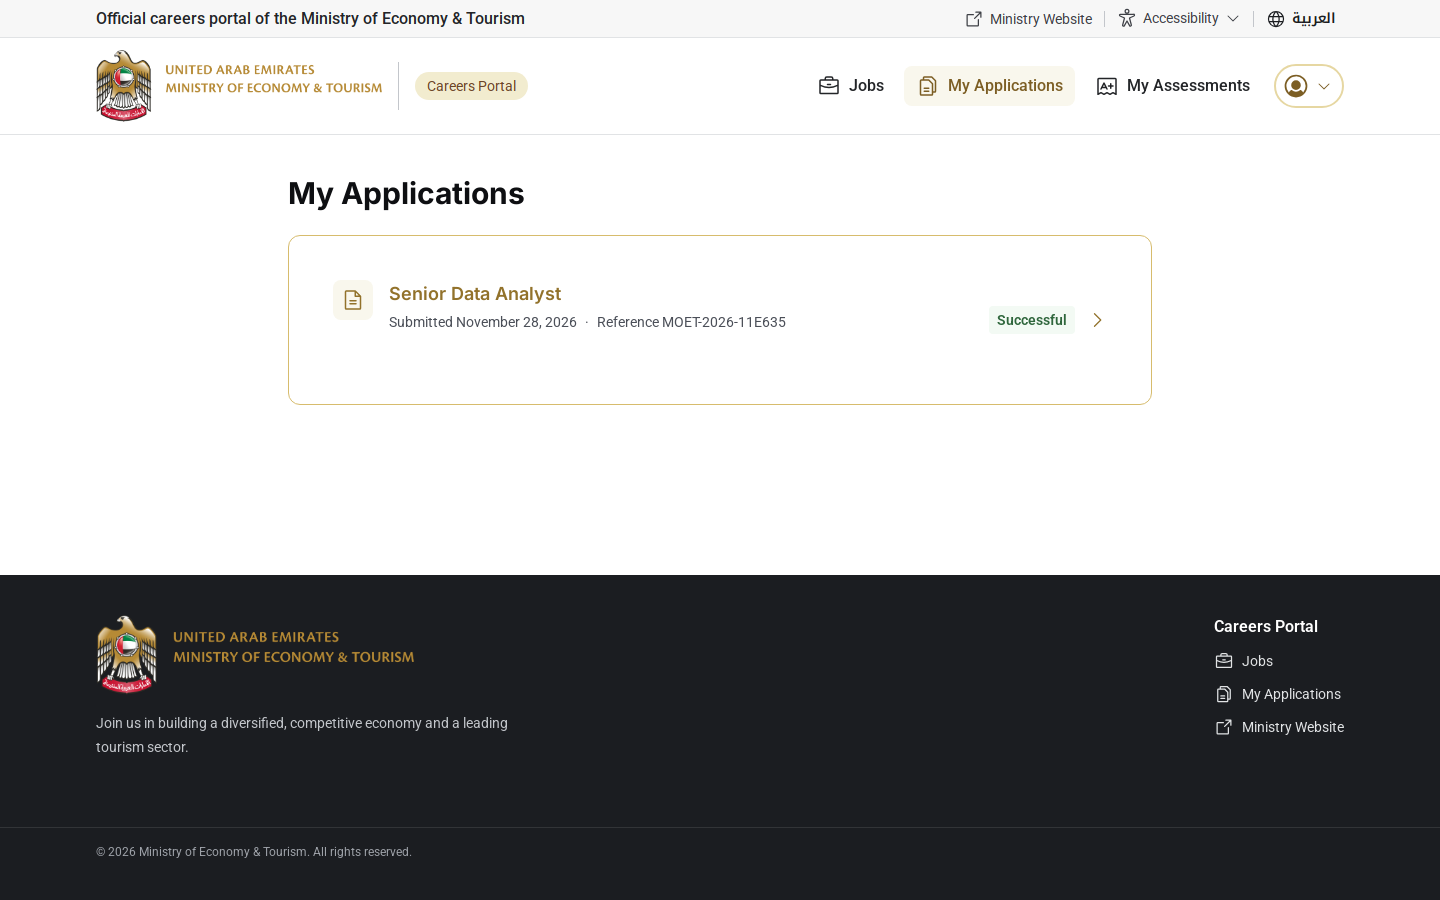 Official careers portal of the Ministry of Economy & Tourism
Ministry Website
Accessibility
العربية
UNITED ARAB EMIRATES
MINISTRY OF ECONOMY & TOURISM
Careers Portal
Jobs
My Applications
My Assessments
My Applications
Senior Data Analyst
Submitted November 28, 2026 · Reference MOET-2026-11E635
Successful
UNITED ARAB EMIRATES
MINISTRY OF ECONOMY & TOURISM
Join us in building a diversified, competitive economy and a leading
tourism sector.
Careers Portal
Jobs
My Applications
Ministry Website
© 2026 Ministry of Economy & Tourism. All rights reserved.